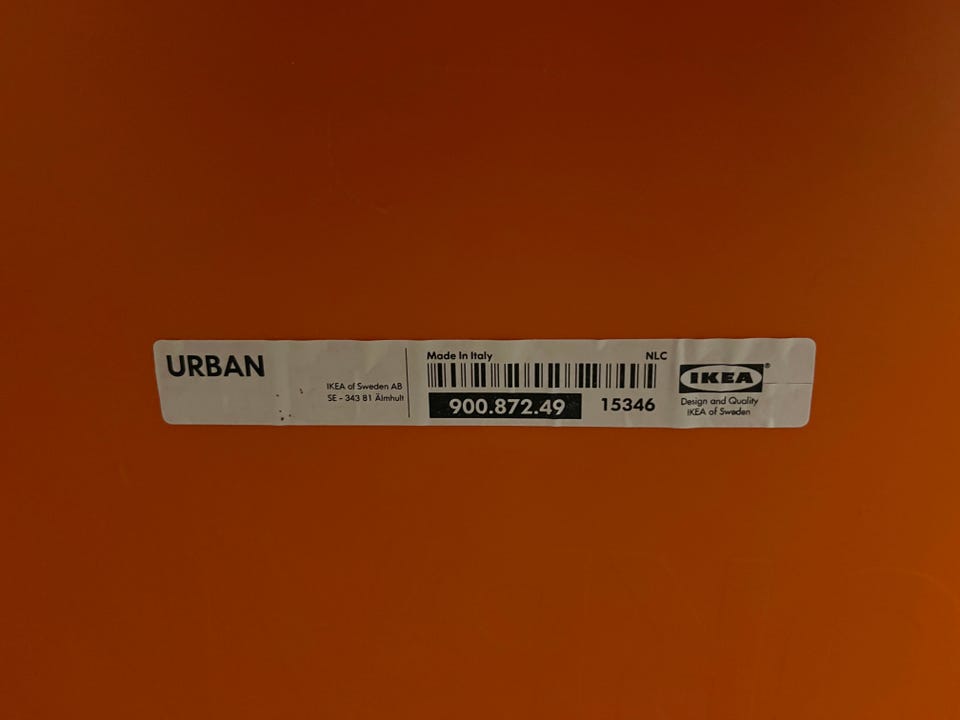 URBAN
IKEA of Sweden AB
SE - 343 81 Älmhult
Made In Italy
NLC
900.872.49
15346
IKEA®
Design and Quality
IKEA of Sweden